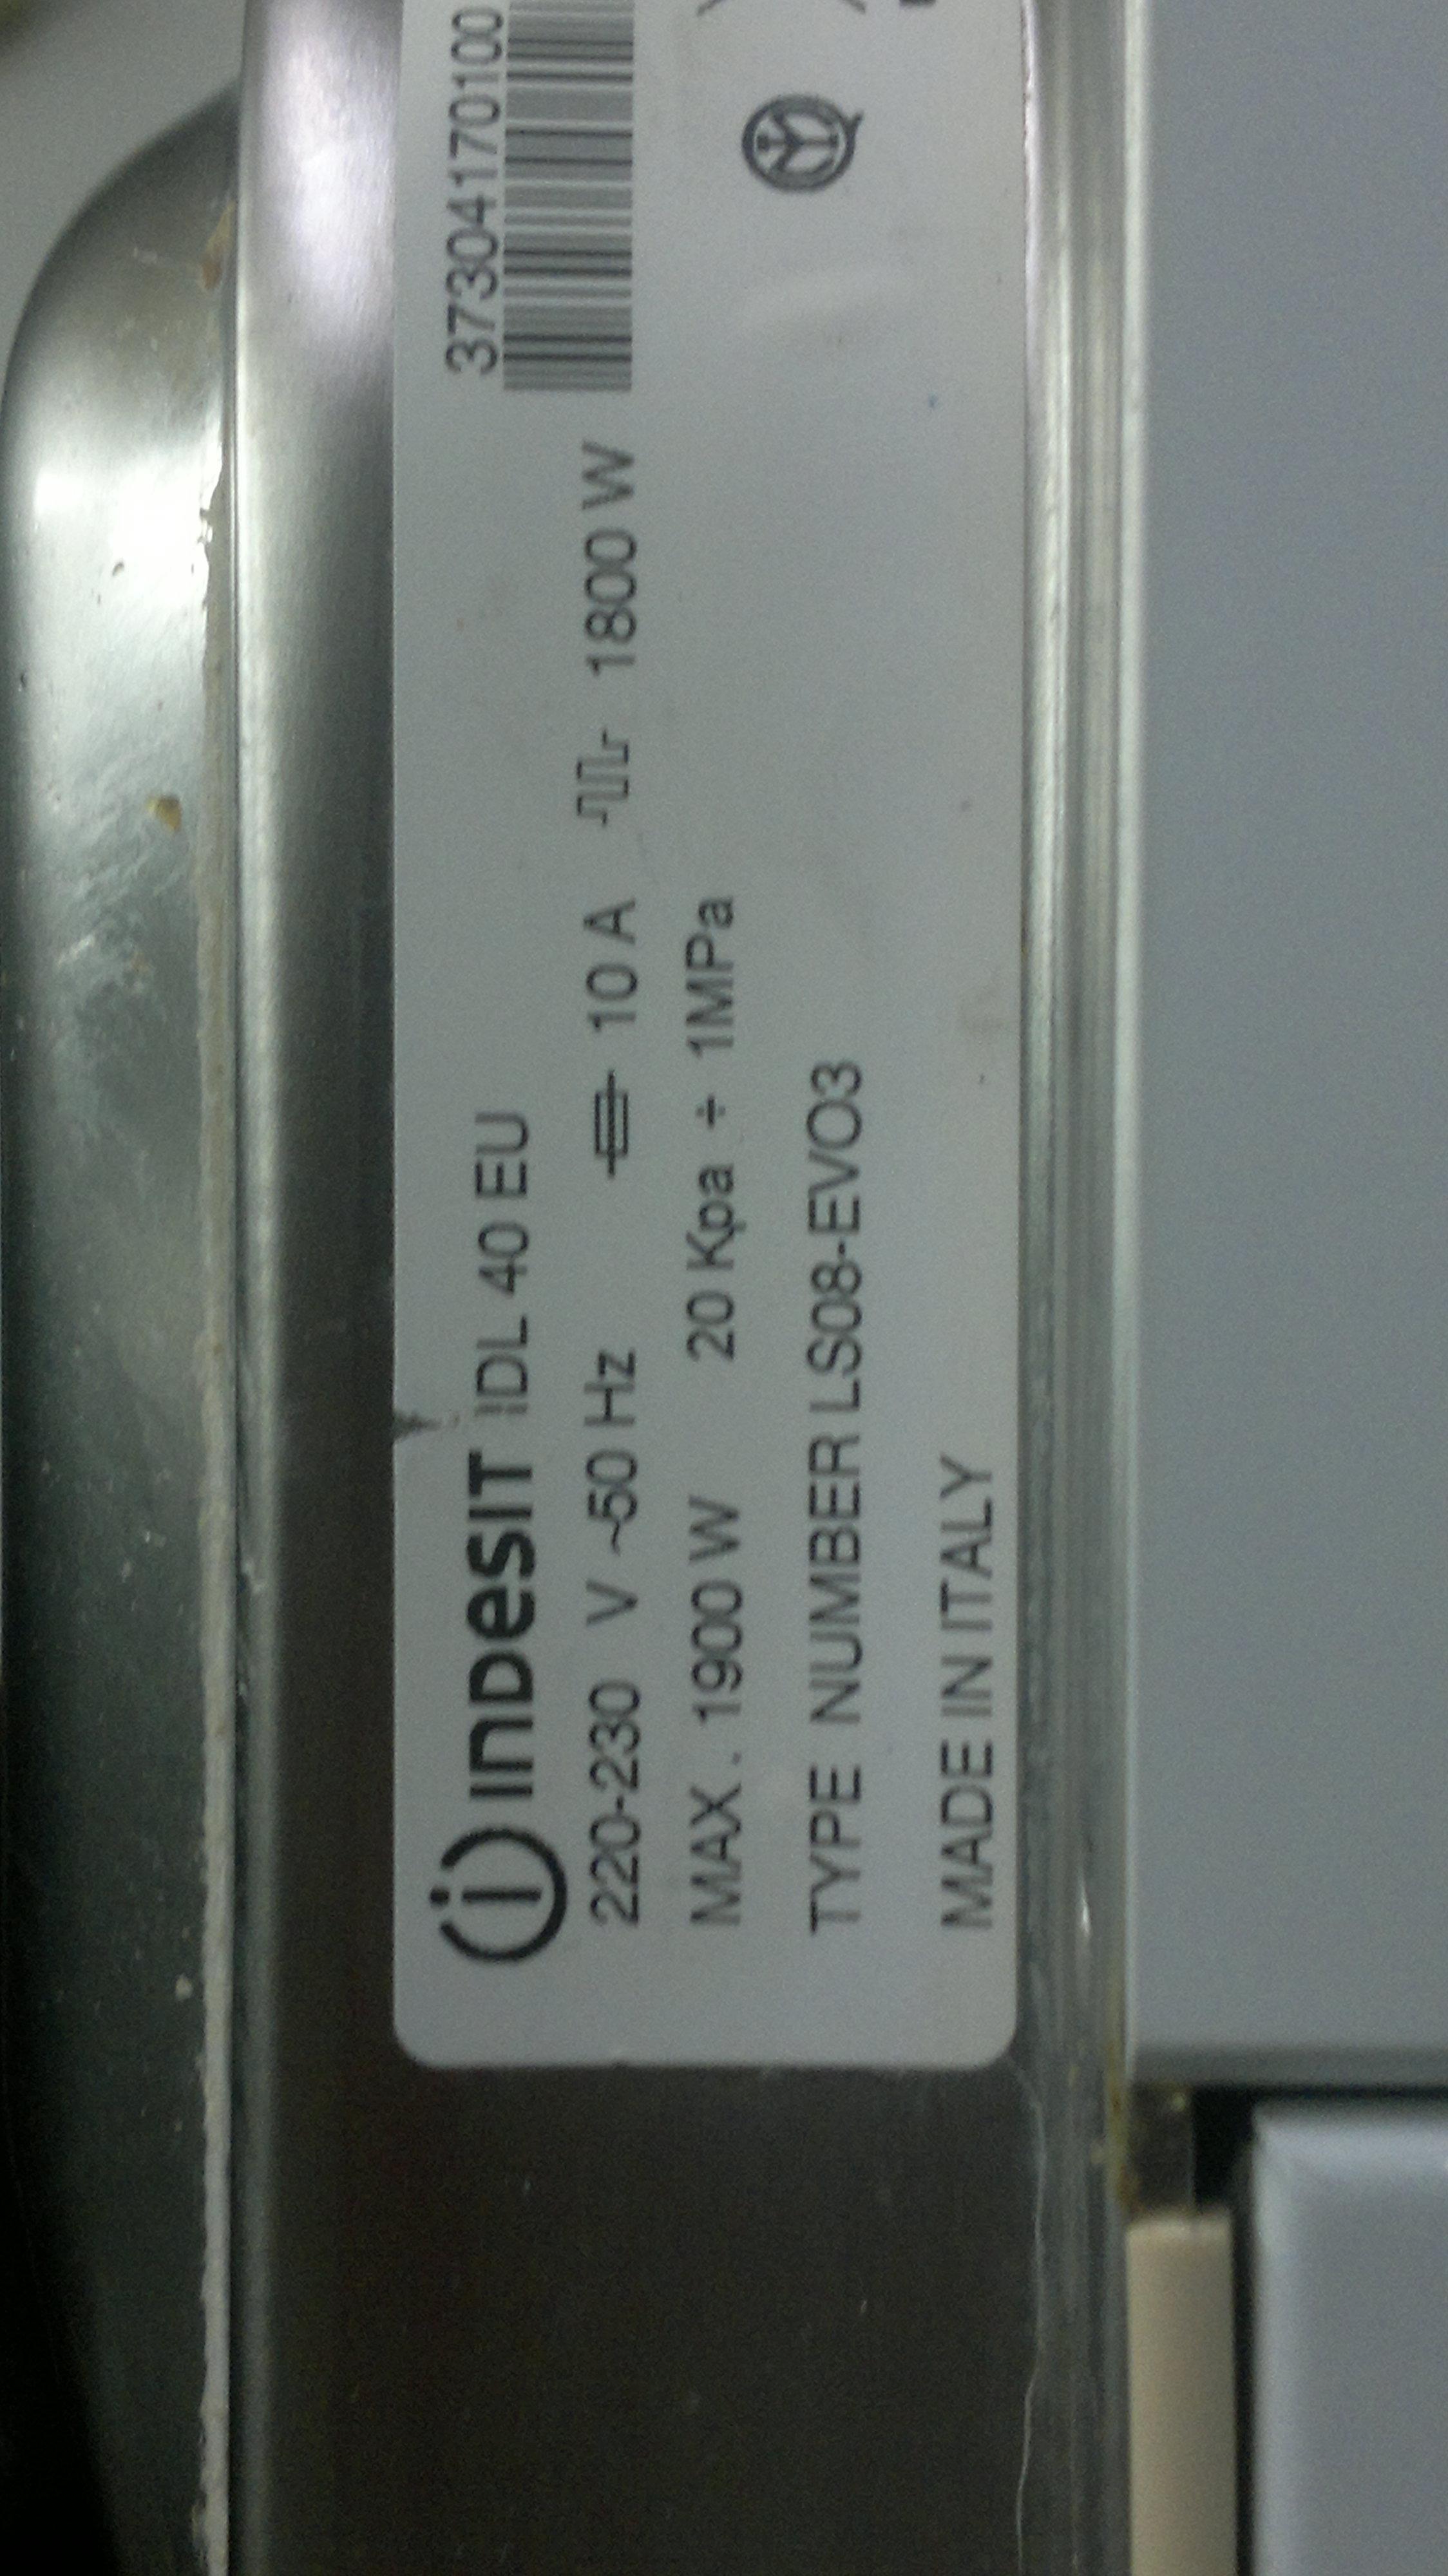 indesit IDL 40 EU
37304170100
220-230 V ~50 Hz 10 A 1800 W
MAX . 1900 W 20 Kpa ÷ 1MPa
TYPE NUMBER LS08-EVO3
MADE IN ITALY